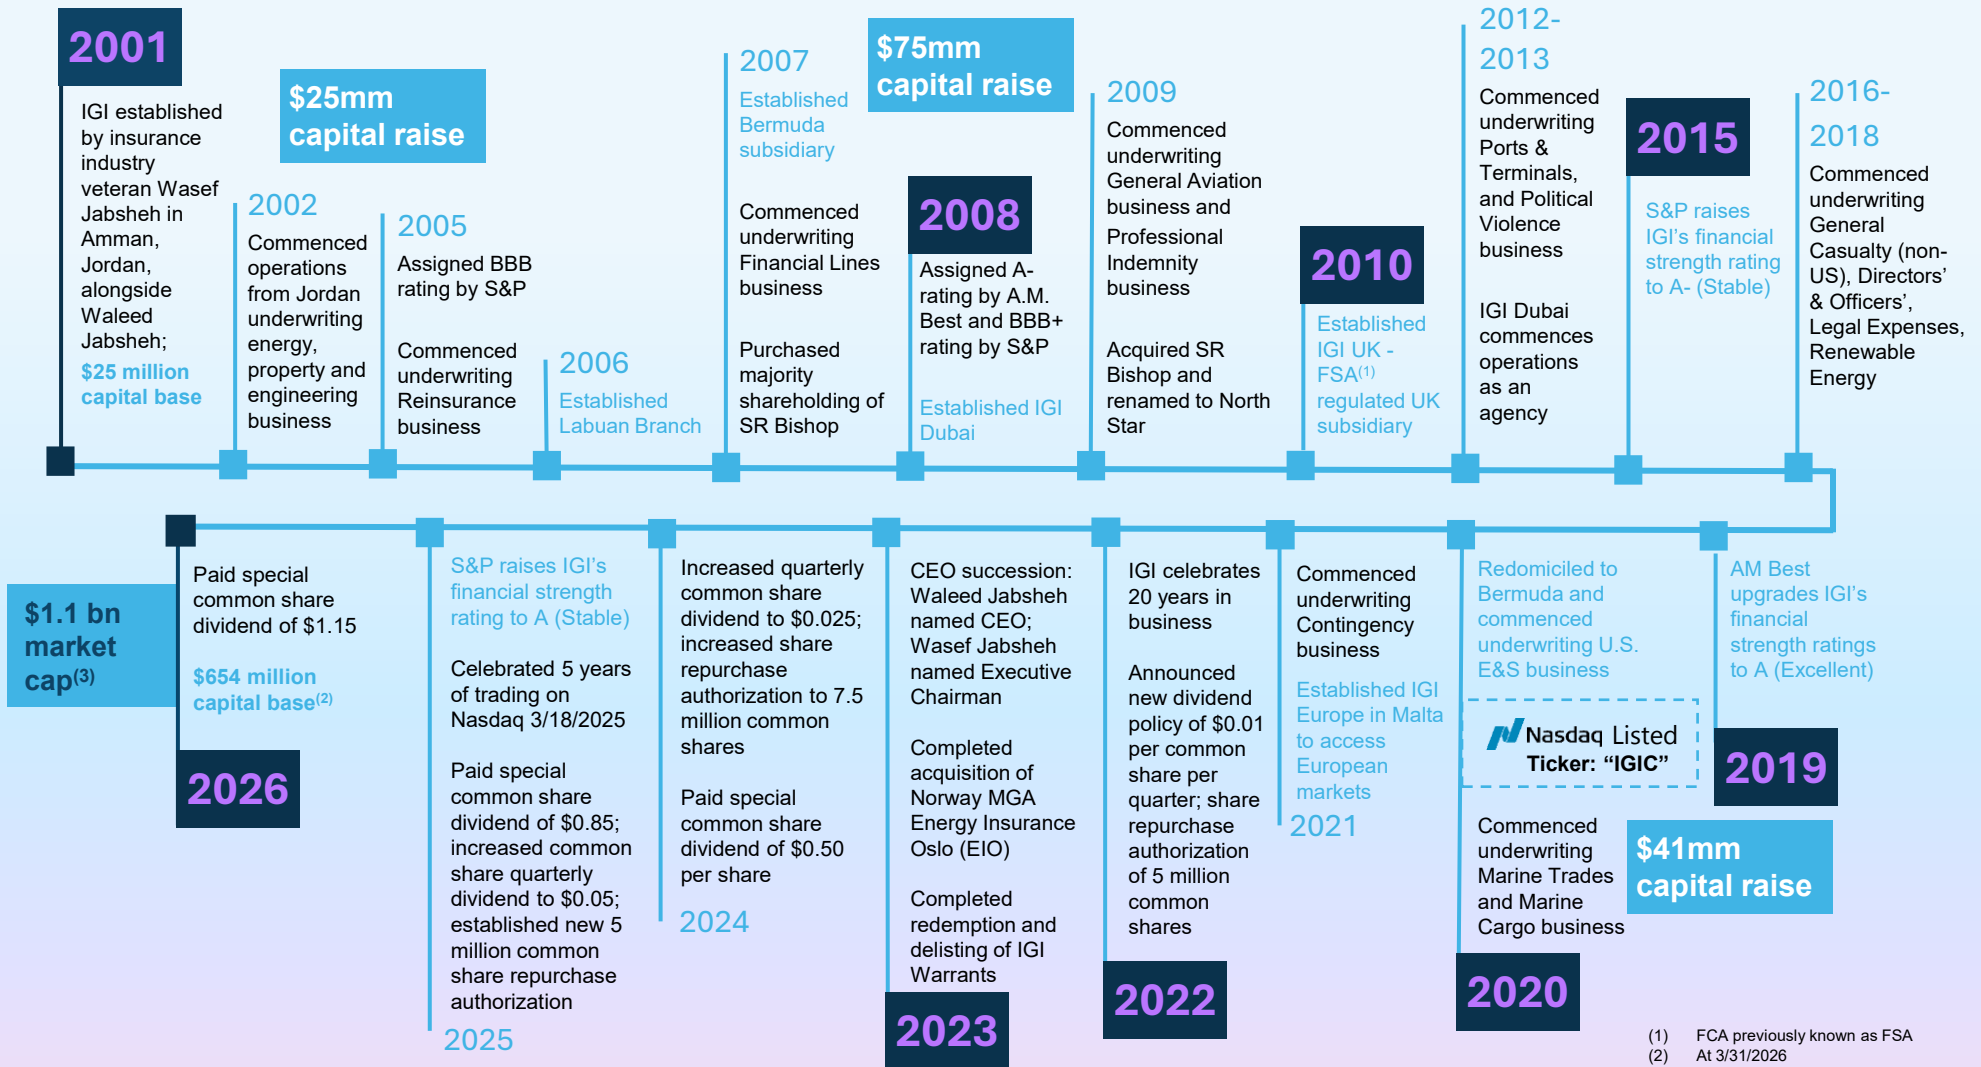 2001
IGI established
by insurance
industry
veteran Wasef
Jabsheh in
Amman,
Jordan,
alongside
Waleed
Jabsheh;
$25 million
capital base
$25mm
capital raise
2002
Commenced
operations
from Jordan
underwriting
energy,
property and
engineering
business
2005
Assigned BBB
rating by S&P
Commenced
underwriting
Reinsurance
business
2006
Established
Labuan Branch
2007
Established
Bermuda
subsidiary
Commenced
underwriting
Financial Lines
business
Purchased
majority
shareholding of
SR Bishop
$75mm
capital raise
2008
Assigned A-
rating by A.M.
Best and BBB+
rating by S&P
Established IGI
Dubai
2009
Commenced
underwriting
General Aviation
business and
Professional
Indemnity
business
Acquired SR
Bishop and
renamed to North
Star
2010
Established
IGI UK -
FSA(1)
regulated UK
subsidiary
2012-
2013
Commenced
underwriting
Ports &
Terminals,
and Political
Violence
business
IGI Dubai
commences
operations
as an
agency
2015
S&P raises
IGI's financial
strength rating
to A- (Stable)
2016-
2018
Commenced
underwriting
General
Casualty (non-
US), Directors'
& Officers',
Legal Expenses,
Renewable
Energy
$1.1 bn
market
cap(3)
Paid special
common share
dividend of $1.15
$654 million
capital base(2)
2026
S&P raises IGI's
financial strength
rating to A (Stable)
Celebrated 5 years
of trading on
Nasdaq 3/18/2025
Paid special
common share
dividend of $0.85;
increased common
share quarterly
dividend to $0.05;
established new 5
million common
share repurchase
authorization
2025
Increased quarterly
common share
dividend to $0.025;
increased share
repurchase
authorization to 7.5
million common
shares
Paid special
common share
dividend of $0.50
per share
2024
CEO succession:
Waleed Jabsheh
named CEO;
Wasef Jabsheh
named Executive
Chairman
Completed
acquisition of
Norway MGA
Energy Insurance
Oslo (EIO)
Completed
redemption and
delisting of IGI
Warrants
2023
IGI celebrates
20 years in
business
Announced
new dividend
policy of $0.01
per common
share per
quarter; share
repurchase
authorization
of 5 million
common
shares
2022
Commenced
underwriting
Contingency
business
Established IGI
Europe in Malta
to access
European
markets
2021
Redomiciled to
Bermuda and
commenced
underwriting U.S.
E&S business
Nasdaq Listed
Ticker: “IGIC”
Commenced
underwriting
Marine Trades
and Marine
Cargo business
2020
AM Best
upgrades IGI's
financial
strength ratings
to A (Excellent)
2019
$41mm
capital raise
(1) FCA previously known as FSA
(2) At 3/31/2026